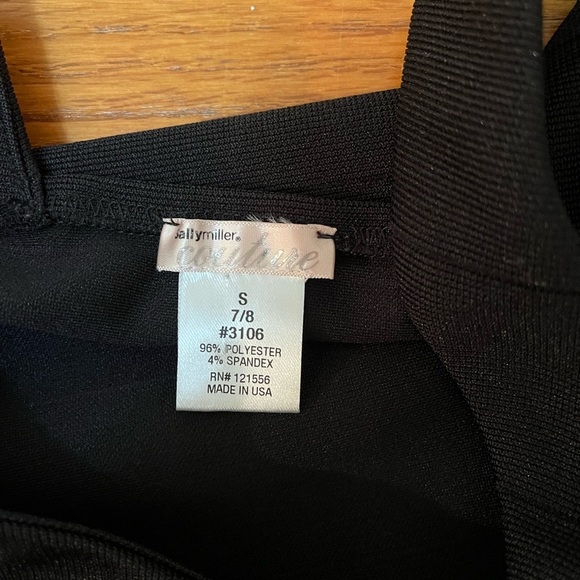 sallymiller®
couture
S
7/8
#3106
96% POLYESTER
4% SPANDEX
RN# 121556
MADE IN USA